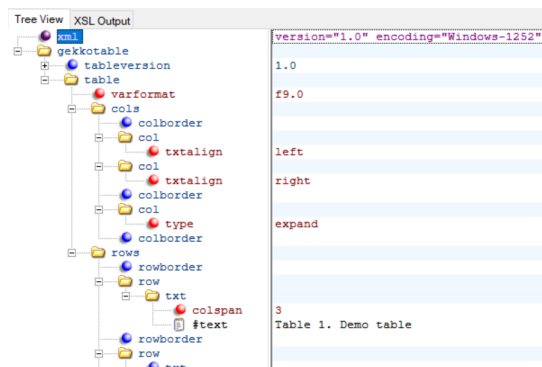 Tree View XSL Output
xml version="1.0" encoding="Windows-1252"
gekkotable
tableversion 1.0
table
varformat f9.0
cols
colborder
col
txtalign left
col
txtalign right
colborder
col
type expand
colborder
rows
rowborder
row
txt
colspan 3
#text Table 1. Demo table
rowborder
row
txt